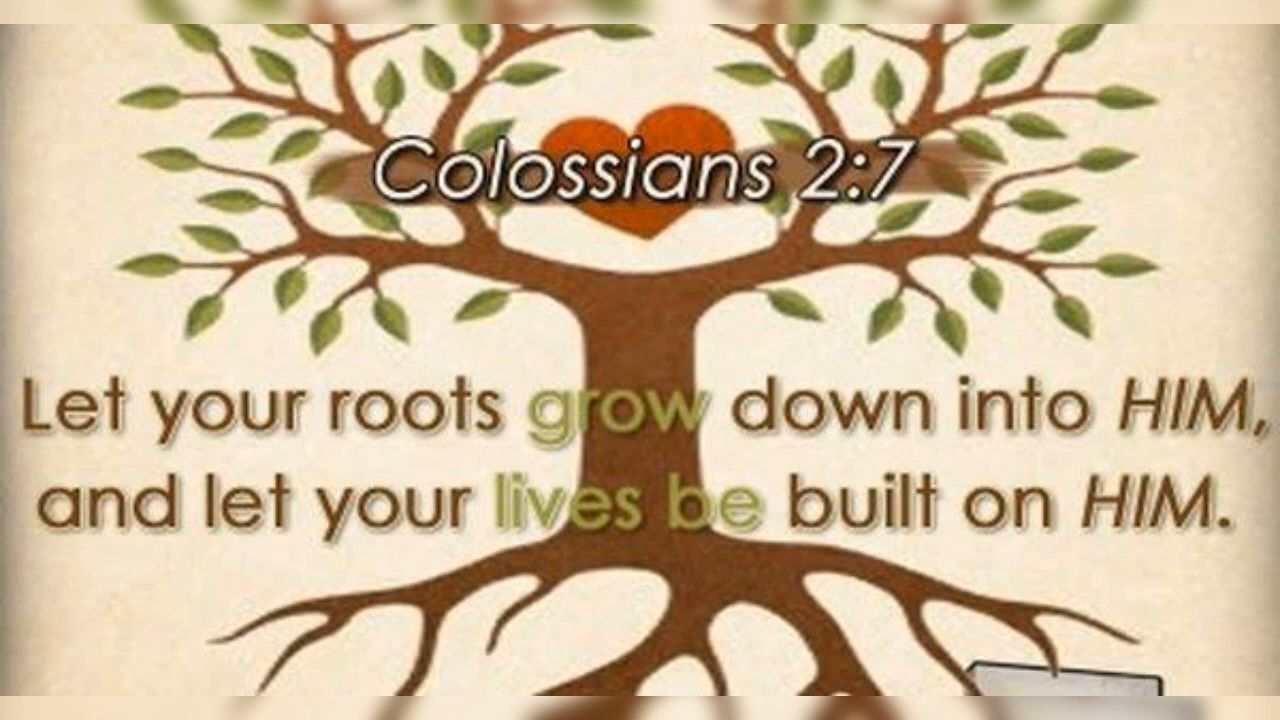 Colossians 2:7
Let your roots grow down into HIM,
and let your lives be built on HIM.